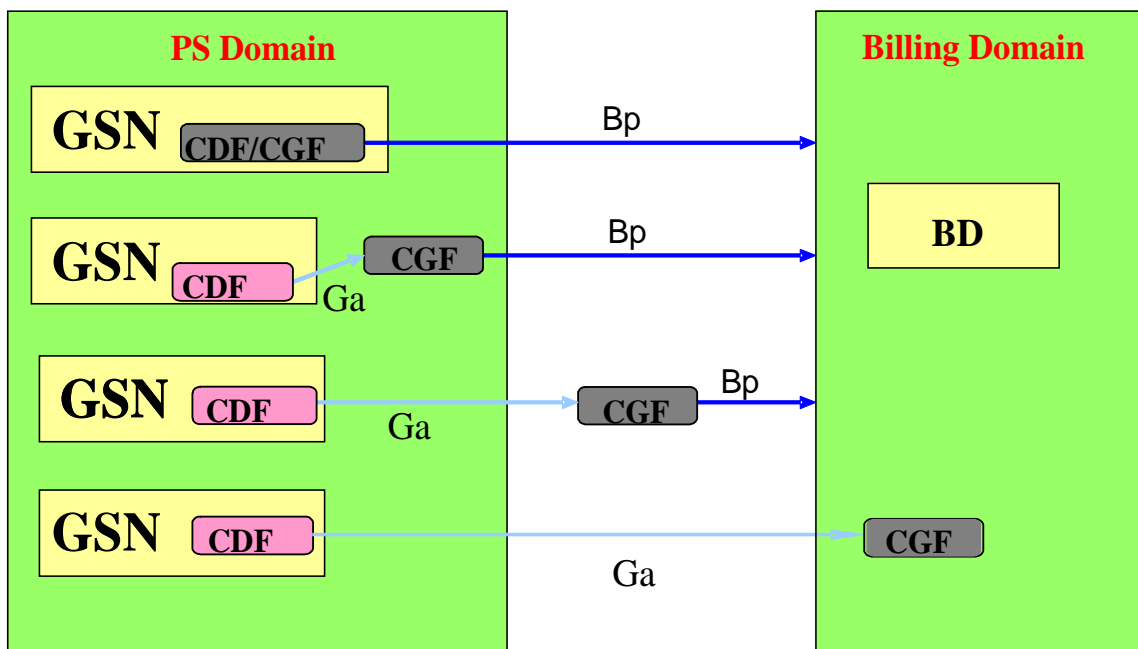 PS Domain
Billing Domain
GSN
CDF/CGF
Bp
GSN
CDF
Ga
CGF
Bp
BD
GSN
CDF
Ga
CGF
Bp
GSN
CDF
Ga
CGF